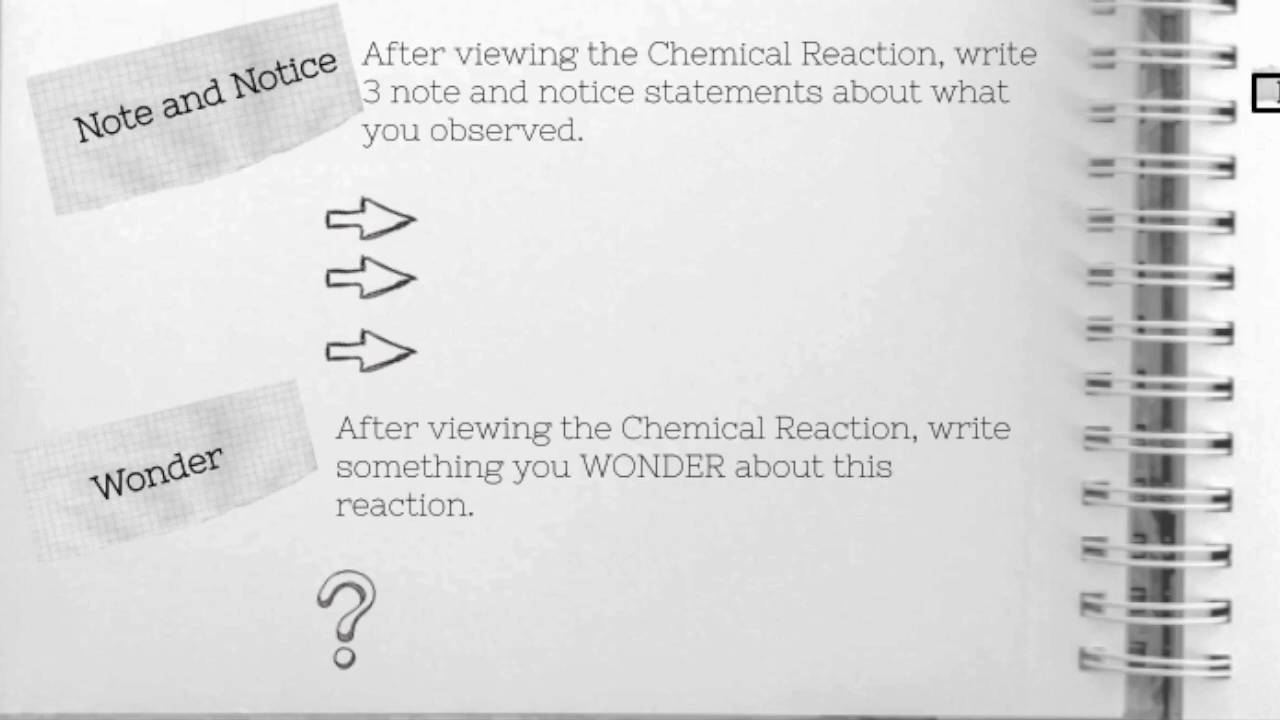 Note and Notice
After viewing the Chemical Reaction, write
3 note and notice statements about what
you observed.
Wonder
After viewing the Chemical Reaction, write
something you WONDER about this
reaction.
?